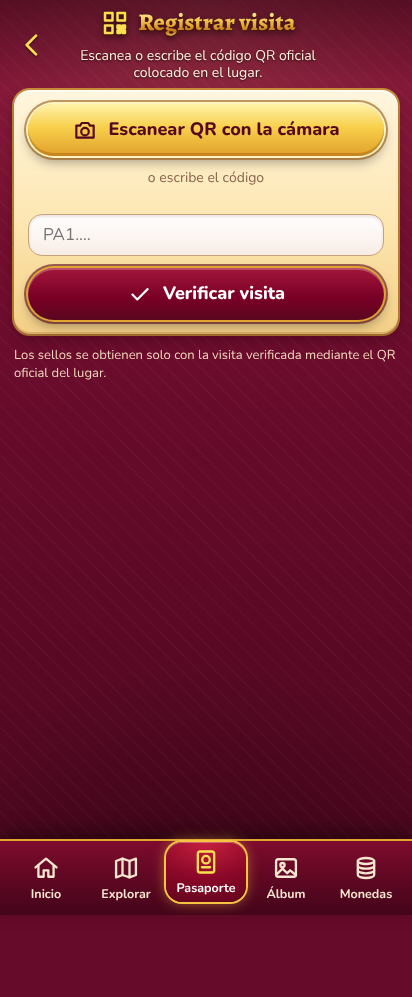 Registrar visita
Escanea o escribe el código QR oficial
colocado en el lugar.
Escanear QR con la cámara
o escribe el código
PA1....
Verificar visita
Los sellos se obtienen solo con la visita verificada mediante el QR
oficial del lugar.
Inicio
Explorar
Pasaporte
Álbum
Monedas